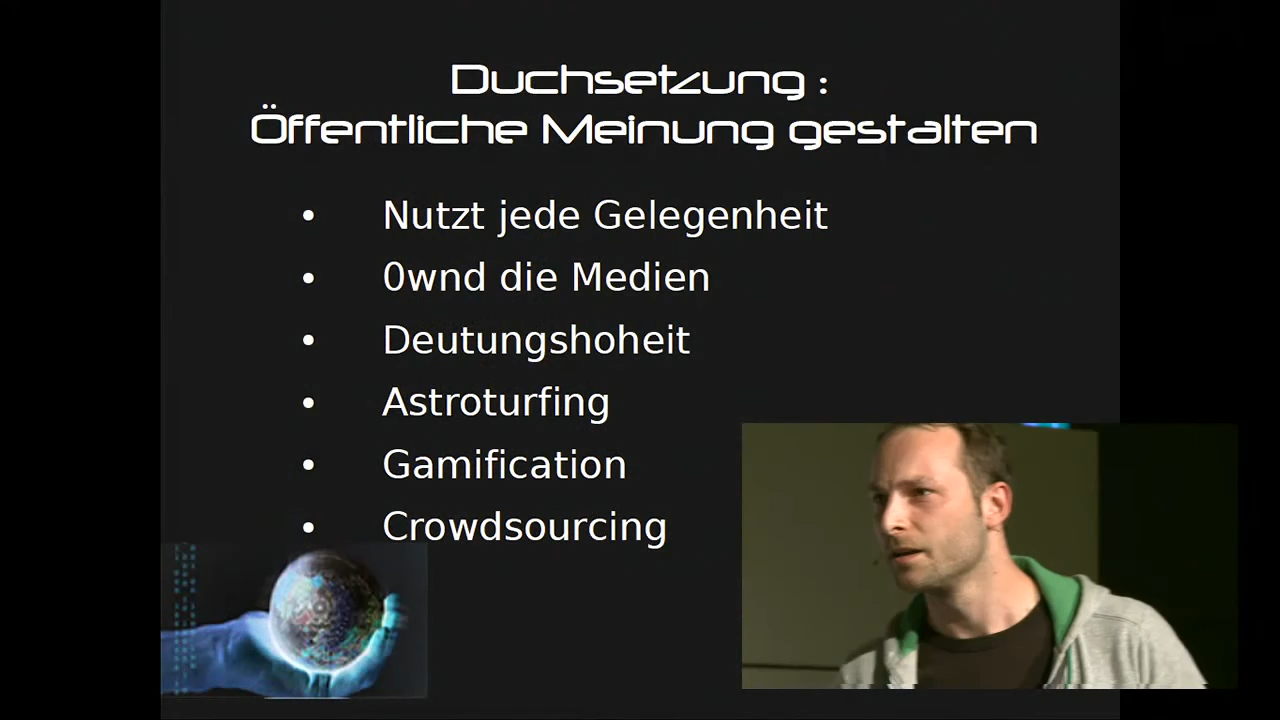 Duchsetzung :
Öffentliche Meinung gestalten
• Nutzt jede Gelegenheit
• 0wnd die Medien
• Deutungshoheit
• Astroturfing
• Gamification
• Crowdsourcing